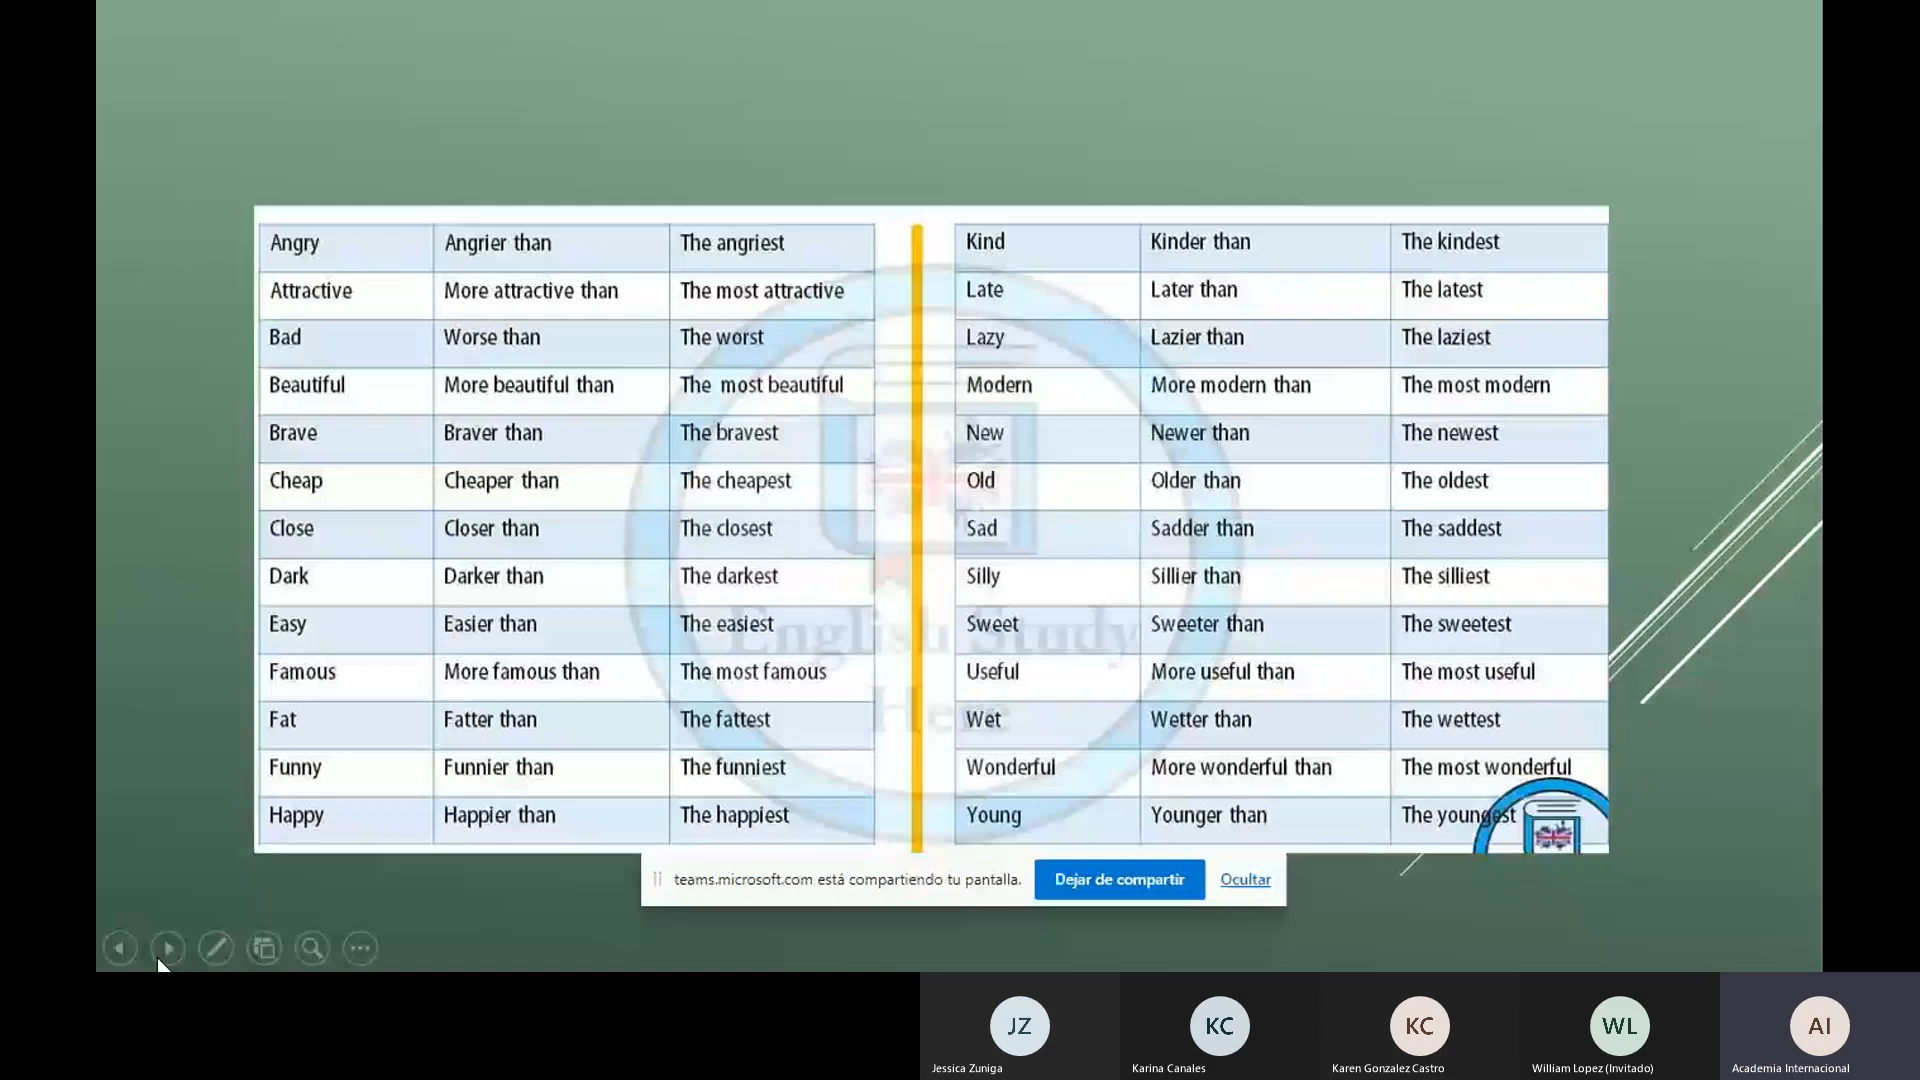 Angry Angrier than The angriest
Attractive More attractive than The most attractive
Bad Worse than The worst
Beautiful More beautiful than The most beautiful
Brave Braver than The bravest
Cheap Cheaper than The cheapest
Close Closer than The closest
Dark Darker than The darkest
Easy Easier than The easiest
Famous More famous than The most famous
Fat Fatter than The fattest
Funny Funnier than The funniest
Happy Happier than The happiest
Kind Kinder than The kindest
Late Later than The latest
Lazy Lazier than The laziest
Modern More modern than The most modern
New Newer than The newest
Old Older than The oldest
Sad Sadder than The saddest
Silly Sillier than The silliest
Sweet Sweeter than The sweetest
Useful More useful than The most useful
Wet Wetter than The wettest
Wonderful More wonderful than The most wonderful
Young Younger than The youngest
English Study
Here
teams.microsoft.com está compartiendo tu pantalla. Dejar de compartir Ocultar
JZ KC KC WL AI
Jessica Zuniga Karina Canales Karen Gonzalez Castro William Lopez (Invitado) Academia Internacional